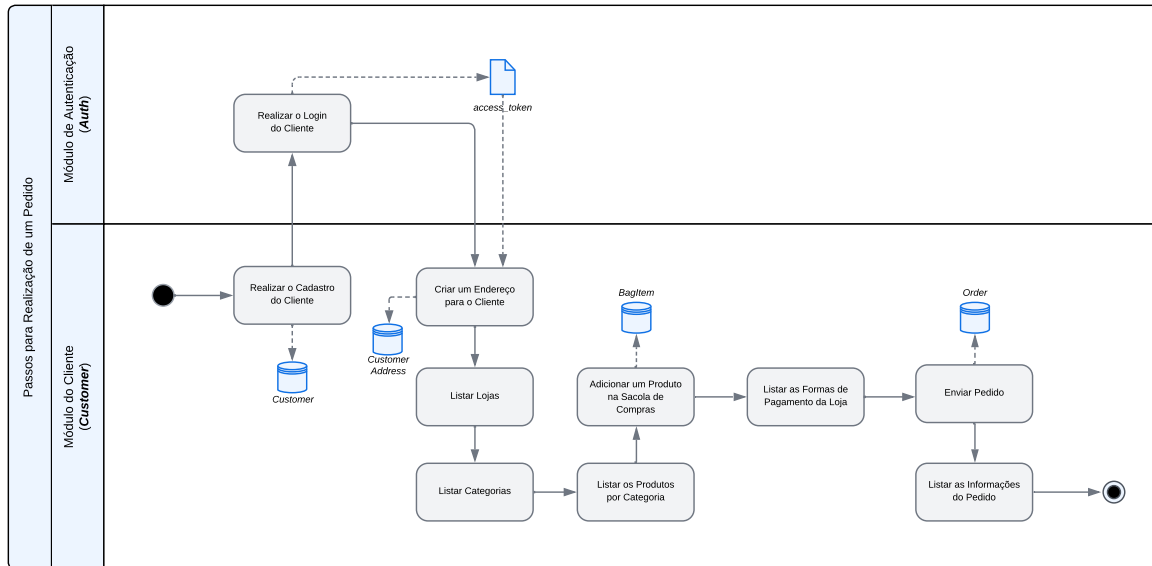 Passos para Realização de um Pedido
Módulo de Autenticação
(Auth)
Realizar o Login
do Cliente
access_token
Módulo do Cliente
(Customer)
Realizar o Cadastro
do Cliente
Customer
Criar um Endereço
para o Cliente
Customer
Address
Listar Lojas
Listar Categorias
Listar os Produtos
por Categoria
BagItem
Adicionar um Produto
na Sacola de
Compras
Listar as Formas de
Pagamento da Loja
Order
Enviar Pedido
Listar as Informações
do Pedido